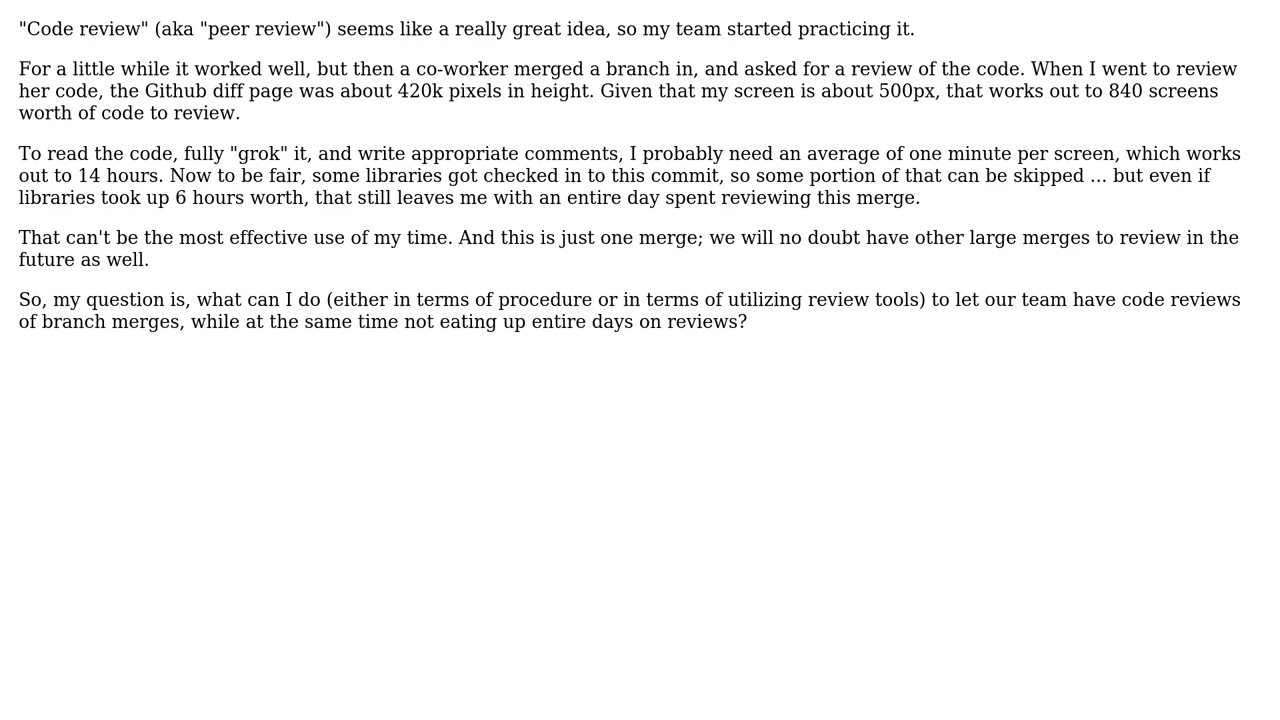 "Code review" (aka "peer review") seems like a really great idea, so my team started practicing it.
For a little while it worked well, but then a co-worker merged a branch in, and asked for a review of the code. When I went to review
her code, the Github diff page was about 420k pixels in height. Given that my screen is about 500px, that works out to 840 screens
worth of code to review.
To read the code, fully "grok" it, and write appropriate comments, I probably need an average of one minute per screen, which works
out to 14 hours. Now to be fair, some libraries got checked in to this commit, so some portion of that can be skipped ... but even if
libraries took up 6 hours worth, that still leaves me with an entire day spent reviewing this merge.
That can't be the most effective use of my time. And this is just one merge; we will no doubt have other large merges to review in the
future as well.
So, my question is, what can I do (either in terms of procedure or in terms of utilizing review tools) to let our team have code reviews
of branch merges, while at the same time not eating up entire days on reviews?